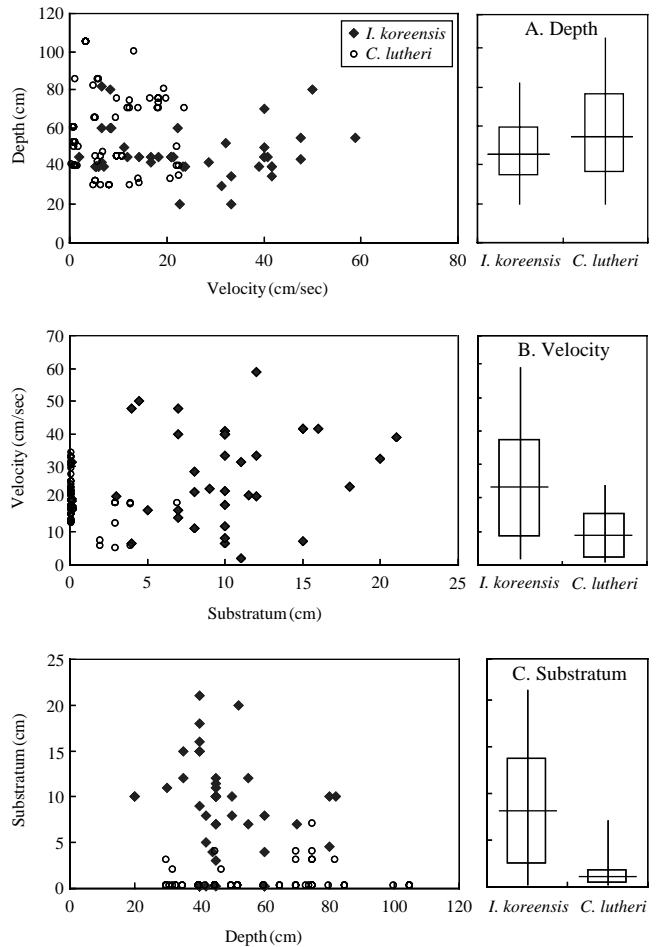 120
100
80
60
40
20
0
Depth (cm)
◆ I. koreensis
○ C. lutheri
0 20 40 60 80
Velocity (cm/sec)
A. Depth
I. koreensis C. lutheri
70
60
50
40
30
20
10
0
Velocity (cm/sec)
0 5 10 15 20 25
Substratum (cm)
B. Velocity
I. koreensis C. lutheri
25
20
15
10
5
0
Substratum (cm)
0 20 40 60 80 100 120
Depth (cm)
C. Substratum
I. koreensis C. lutheri